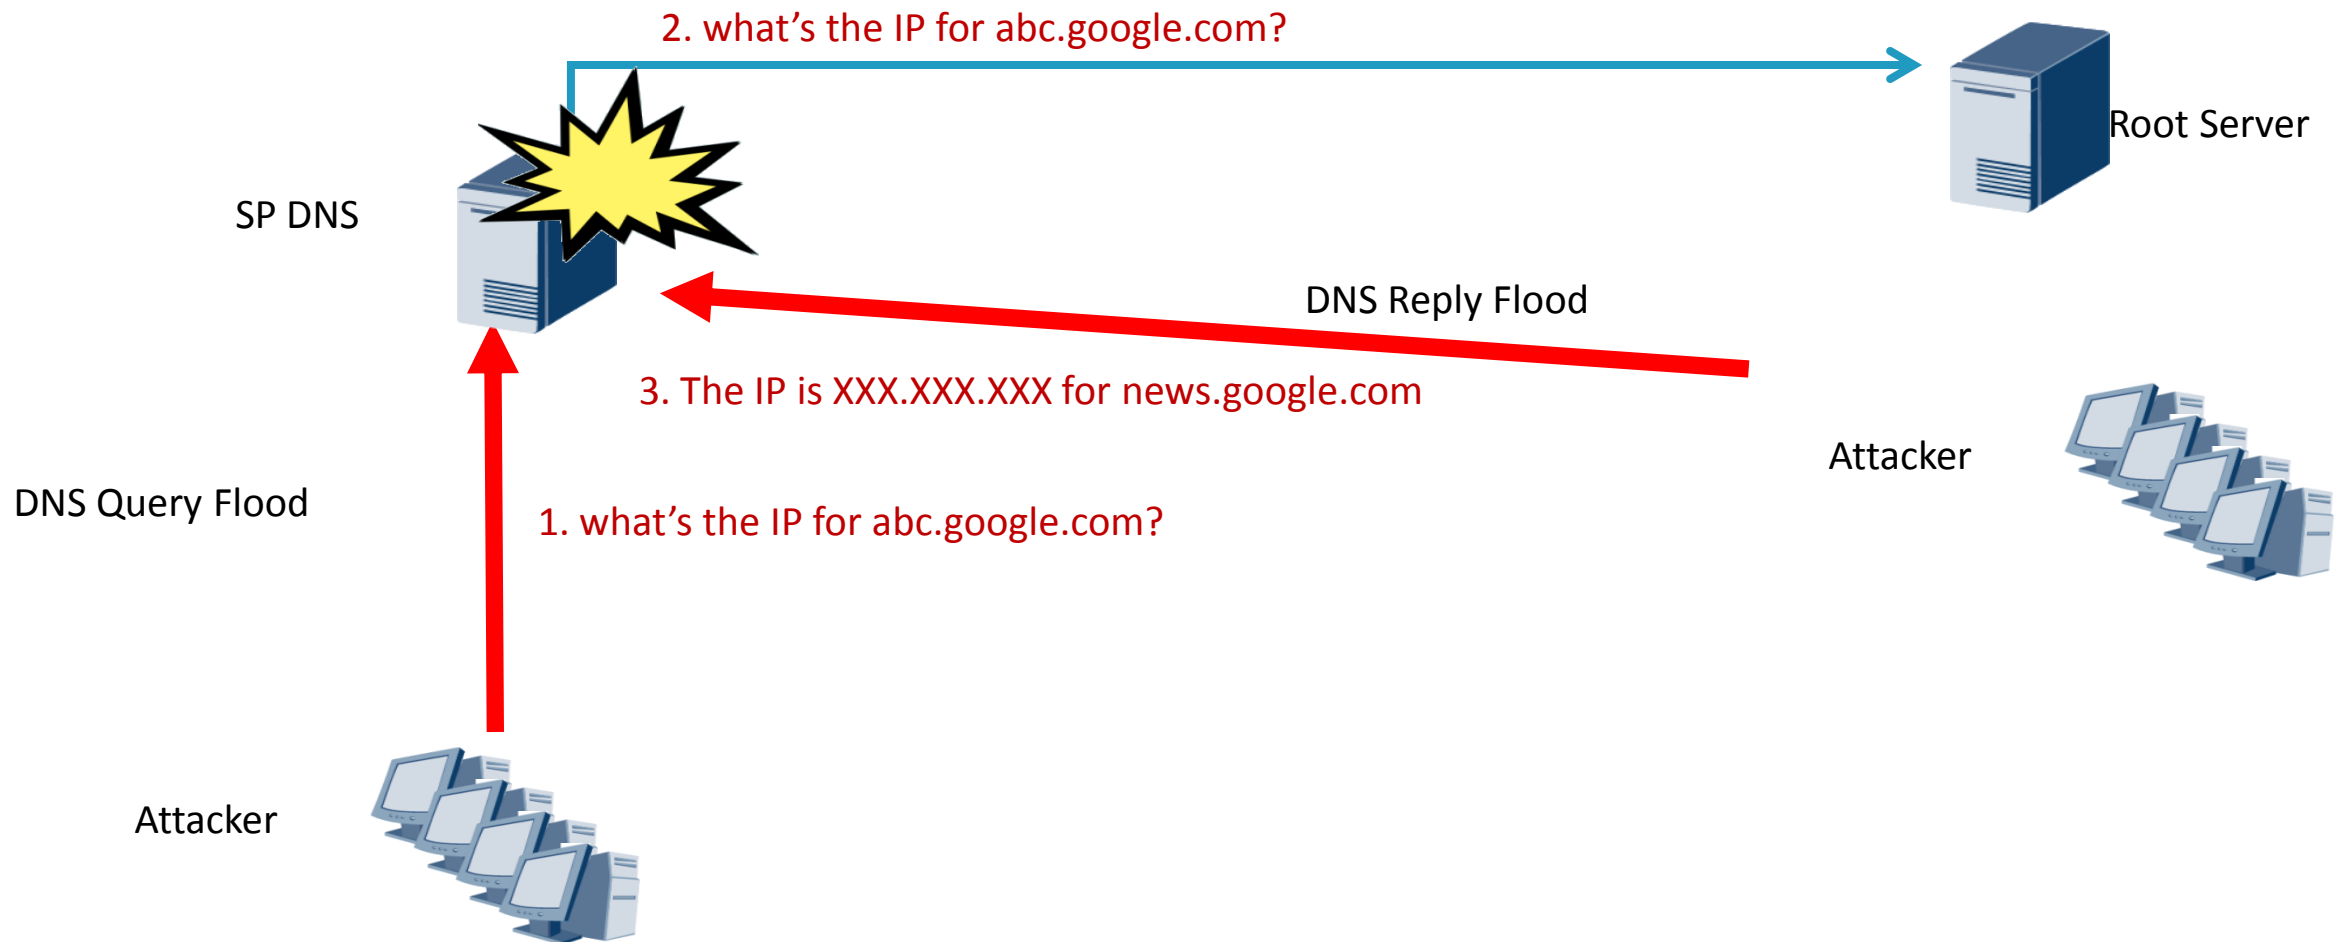 2. what’s the IP for abc.google.com?
Root Server
SP DNS
DNS Reply Flood
3. The IP is XXX.XXX.XXX for news.google.com
Attacker
DNS Query Flood
1. what’s the IP for abc.google.com?
Attacker